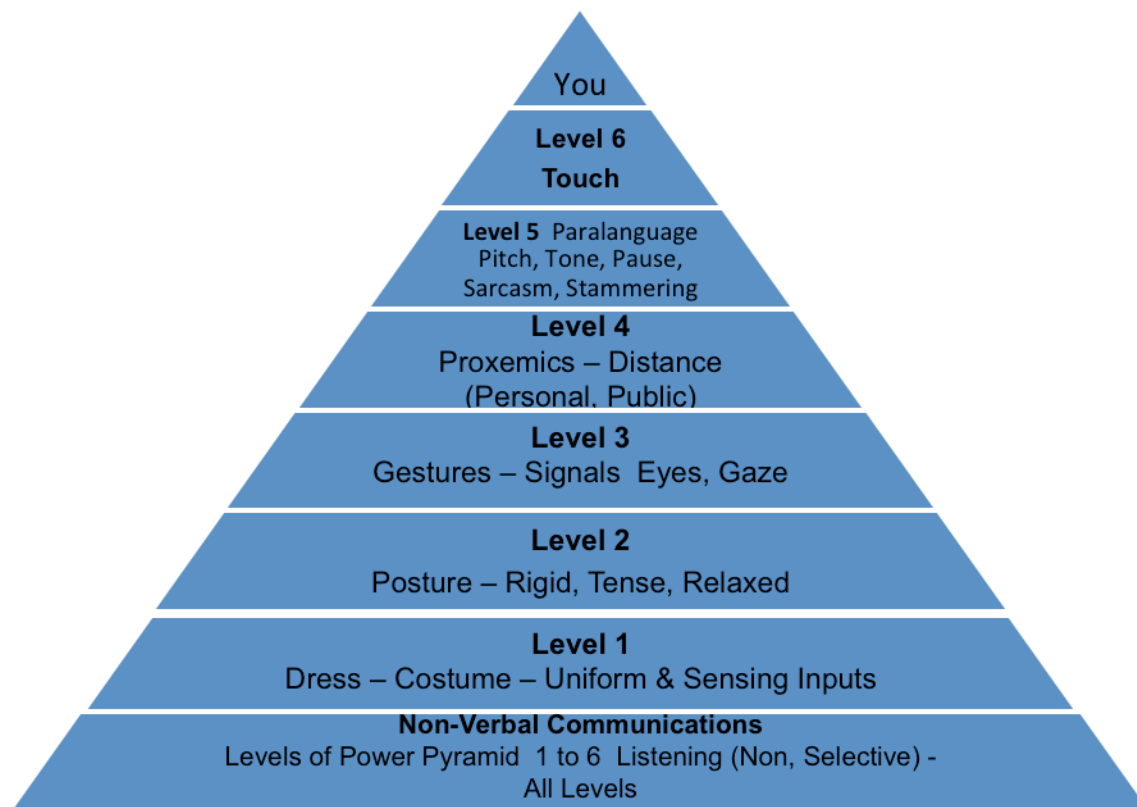 You
Level 6
Touch
Level 5 Paralanguage
Pitch, Tone, Pause,
Sarcasm, Stammering
Level 4
Proxemics – Distance
(Personal, Public)
Level 3
Gestures – Signals Eyes, Gaze
Level 2
Posture – Rigid, Tense, Relaxed
Level 1
Dress – Costume – Uniform & Sensing Inputs
Non-Verbal Communications
Levels of Power Pyramid 1 to 6 Listening (Non, Selective) -
All Levels